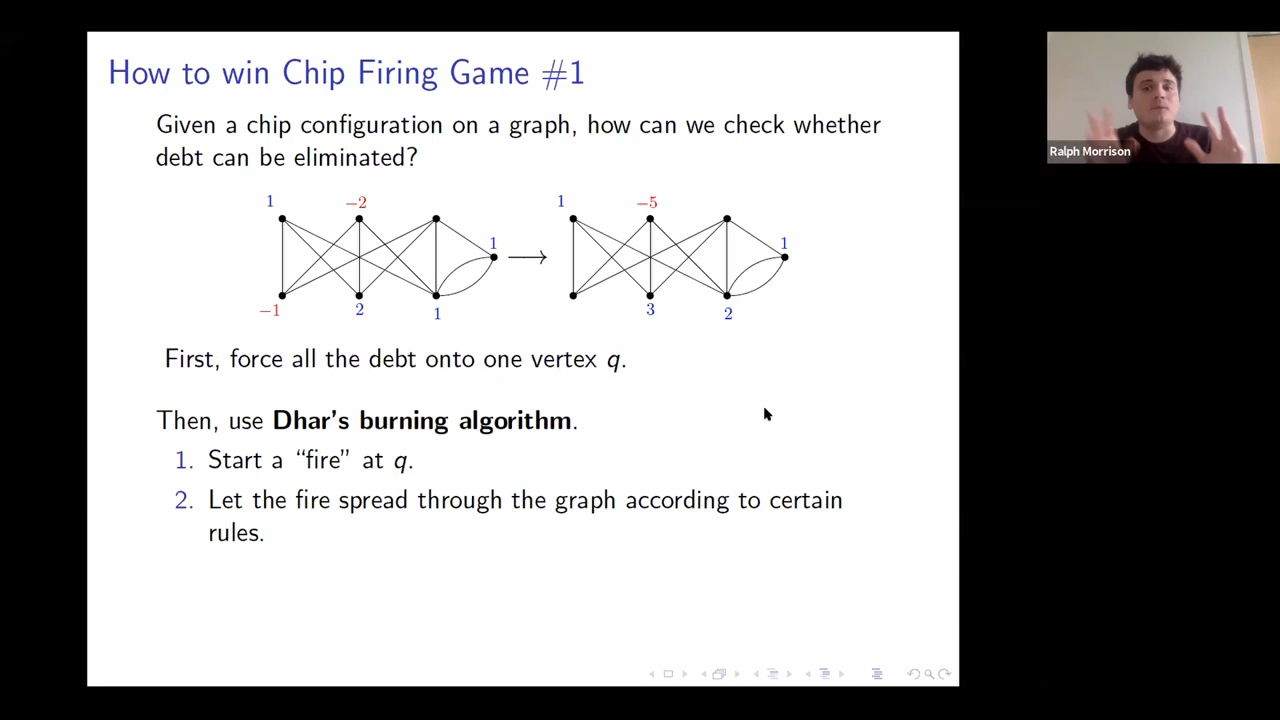 How to win Chip Firing Game #1
Given a chip configuration on a graph, how can we check whether
debt can be eliminated?
1 −2 1 −5
1 1
−1 2 1 3 2
First, force all the debt onto one vertex q.
Then, use Dhar's burning algorithm.
1. Start a “fire” at q.
2. Let the fire spread through the graph according to certain
rules.
Ralph Morrison